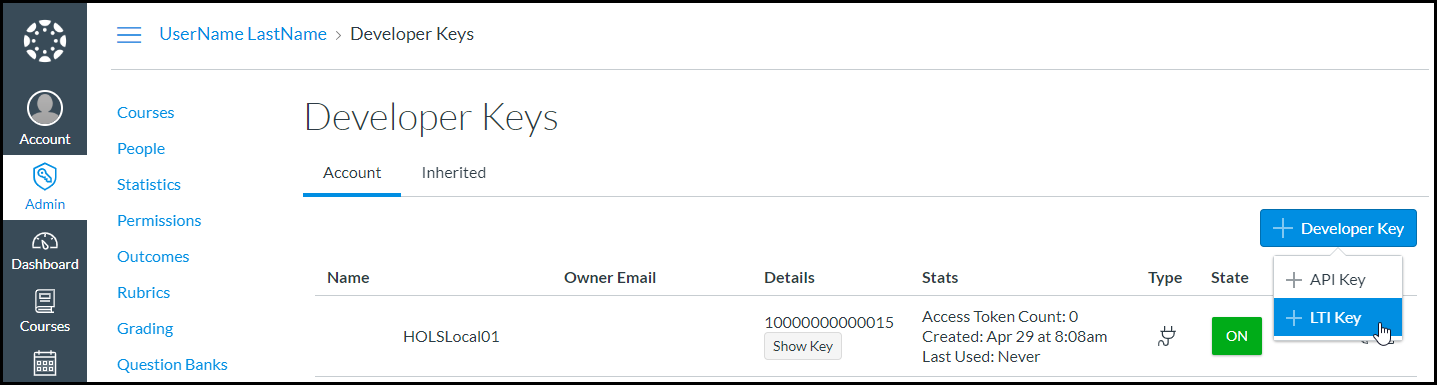 UserName LastName > Developer Keys
Account
Admin
Dashboard
Courses
Courses
People
Statistics
Permissions
Outcomes
Rubrics
Grading
Question Banks
Developer Keys
Account Inherited
+ Developer Key
+ API Key
+ LTI Key
Name Owner Email Details Stats Type State
HOLSLocal01
10000000000015
Show Key
Access Token Count: 0
Created: Apr 29 at 8:08am
Last Used: Never
ON